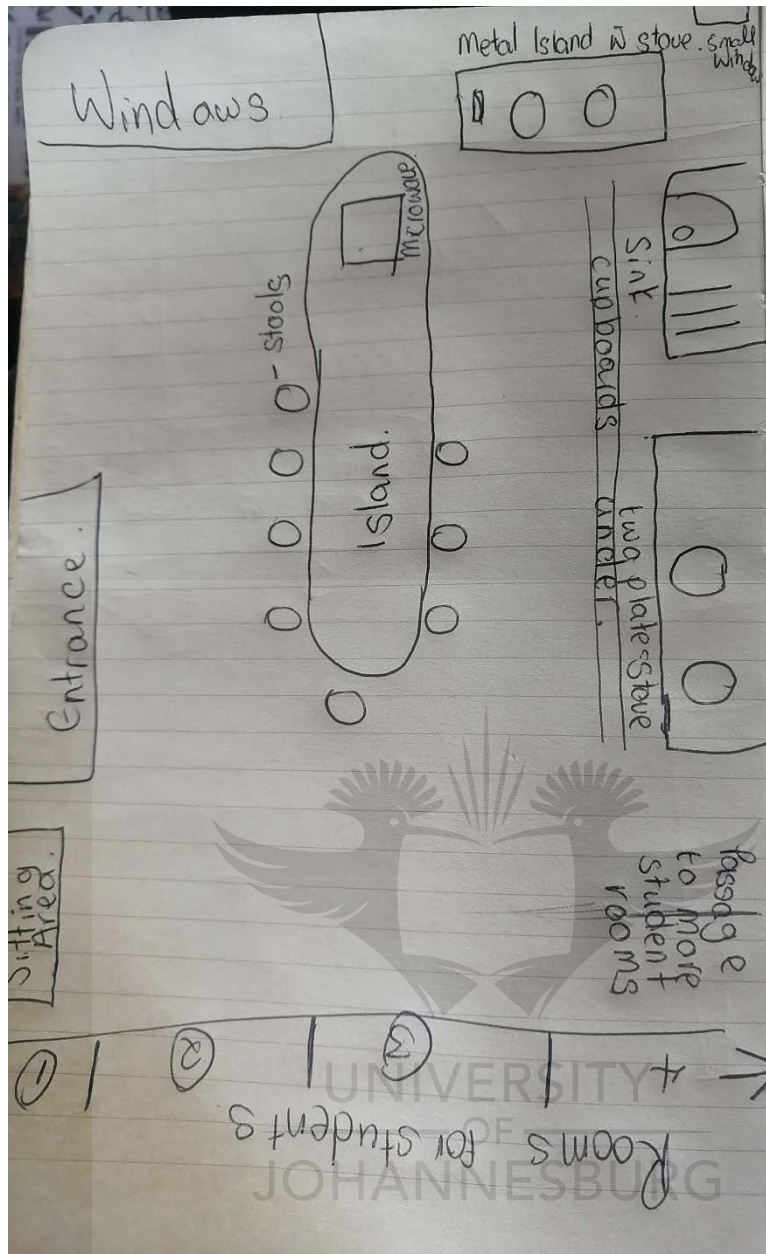 Metal Island w̄ stove.
Small
Window
Windows
microwave
- stools
Sink.
cupboards under.
Island.
two plate-stove
Entrance.
Sitting
Area.
Passage
to more
student
rooms
1
2
3
+
Rooms for students
UNIVERSITY
OF
JOHANNESBURG